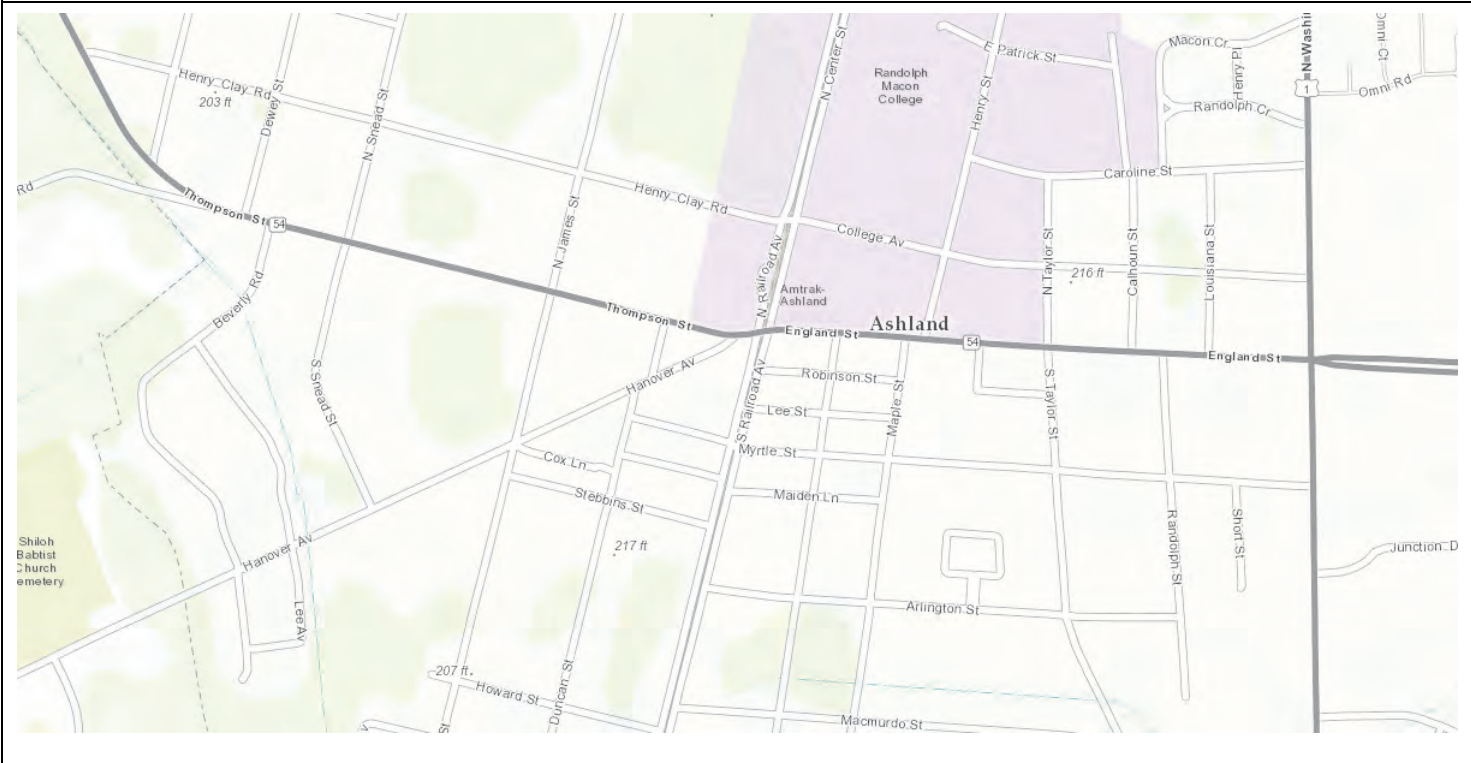 N Center St
E Patrick St
Macon Cr
Henry Pl
N Washi
Omni Ct
1
Omni Rd
Randolph
Macon
College
Henry St
Randolph Cr
Henry Clay Rd
203 ft
Dewey St
N Snead St
Caroline St
Rd
Thompson St
54
Henry Clay Rd
College Av
N James St
N Railroad Av
N Taylor St
216 ft
Calhoun St
Louisiana St
Beverly Rd
Amtrak-
Ashland
Thompson St
England St
Ashland
54
England St
S Snead St
Hanover Av
Robinson St
S Railroad Av
Lee St
Maple St
S Taylor St
Myrtle St
Cox Ln
Stebbins St
Maiden Ln
Randolph St
Short St
Shiloh
Babtist
Church
emetery
Hanover Av
217 ft
Junction D
Lee Av
Arlington St
207 ft
Howard St
Duncan St
St
Macmurdo St